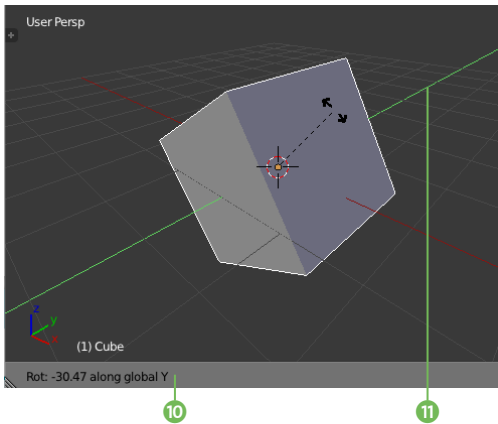 User Persp
+
z
y
x
(1) Cube
Rot: -30.47 along global Y
10
11